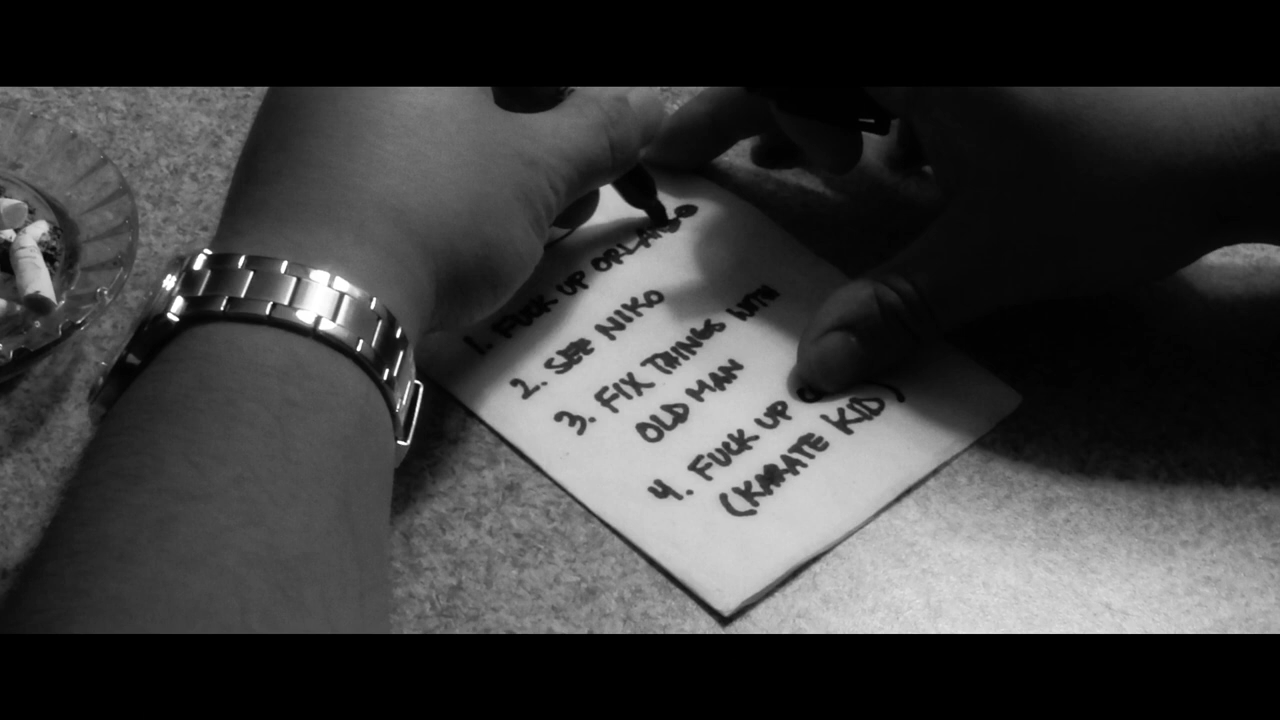 1. FUCK UP ORLANDO
2. SEE NIKO
3. FIX THINGS WITH
OLD MAN
4. FUCK UP
(KARATE KID)